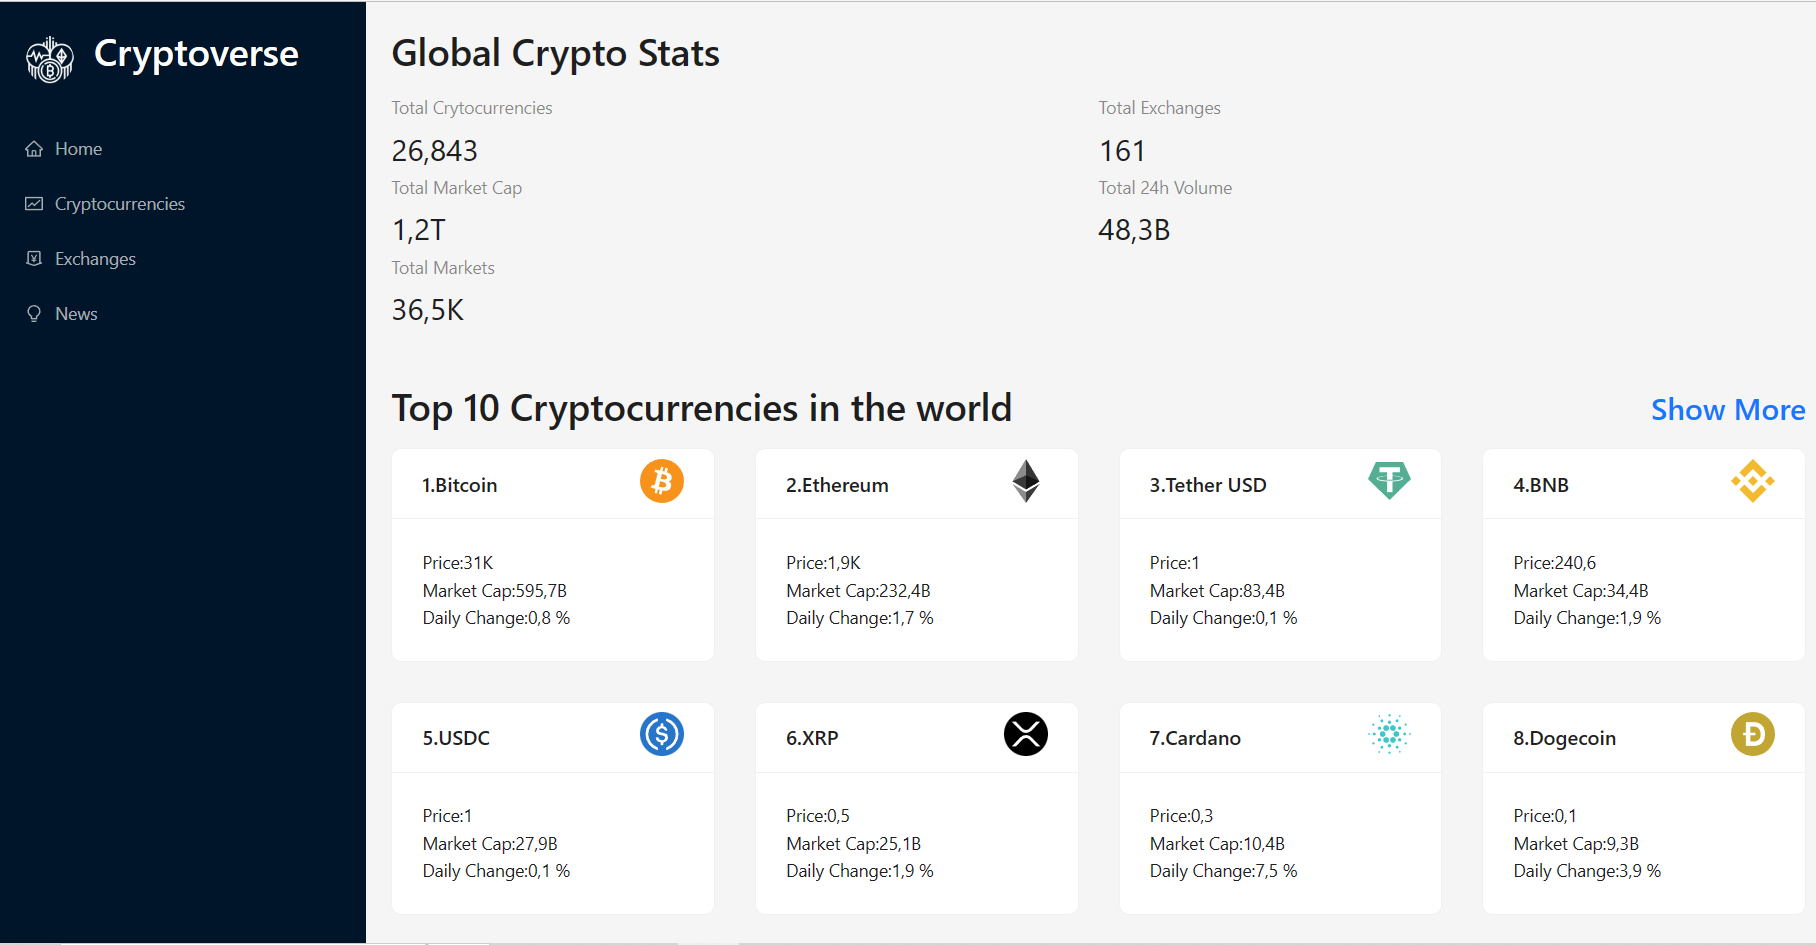 Cryptoverse
Home
Cryptocurrencies
Exchanges
News
Global Crypto Stats
Total Crytocurrencies
26,843
Total Exchanges
161
Total Market Cap
1,2T
Total 24h Volume
48,3B
Total Markets
36,5K
Top 10 Cryptocurrencies in the world
Show More
1.Bitcoin
Price:31K
Market Cap:595,7B
Daily Change:0,8 %
2.Ethereum
Price:1,9K
Market Cap:232,4B
Daily Change:1,7 %
3.Tether USD
Price:1
Market Cap:83,4B
Daily Change:0,1 %
4.BNB
Price:240,6
Market Cap:34,4B
Daily Change:1,9 %
5.USDC
Price:1
Market Cap:27,9B
Daily Change:0,1 %
6.XRP
Price:0,5
Market Cap:25,1B
Daily Change:1,9 %
7.Cardano
Price:0,3
Market Cap:10,4B
Daily Change:7,5 %
8.Dogecoin
Price:0,1
Market Cap:9,3B
Daily Change:3,9 %